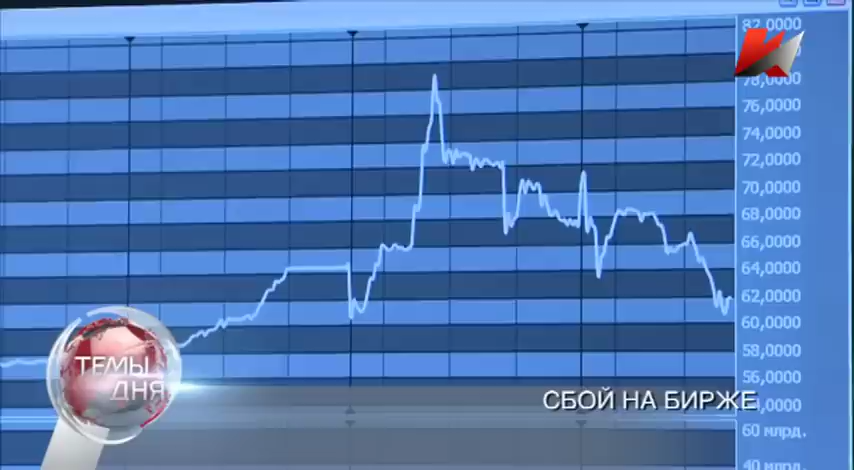 82,0000
78,0000
76,0000
74,0000
72,0000
70,0000
68,0000
66,0000
64,0000
62,0000
60,0000
58,0000
56,0000
ТЕМЫ
ДНЯ
СБОЙ НА БИРЖЕ
60 млрд.
40 млрд.